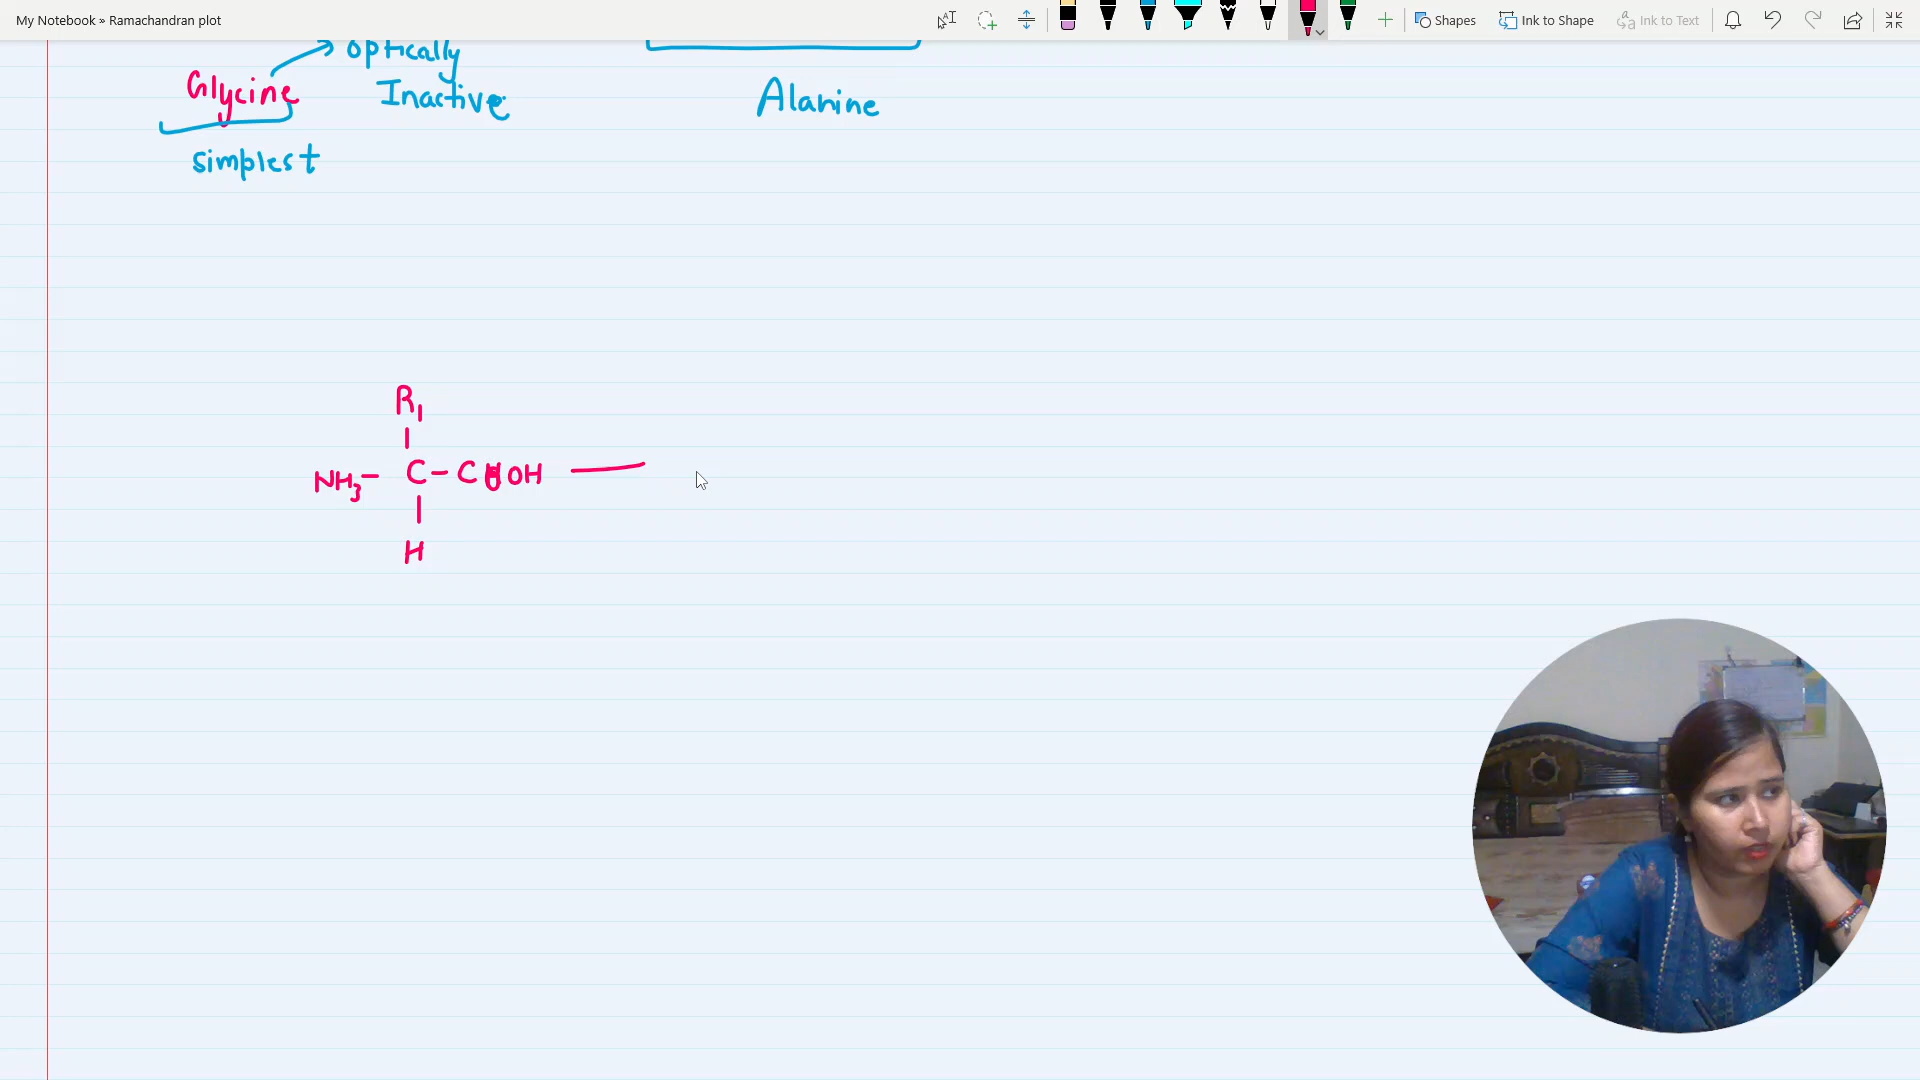 My Notebook » Ramachandran plot
Shapes
Ink to Shape
Ink to Text
optically
Glycine
Inactive
Alanine
simplest
R1
NH3 – C – COOH
H